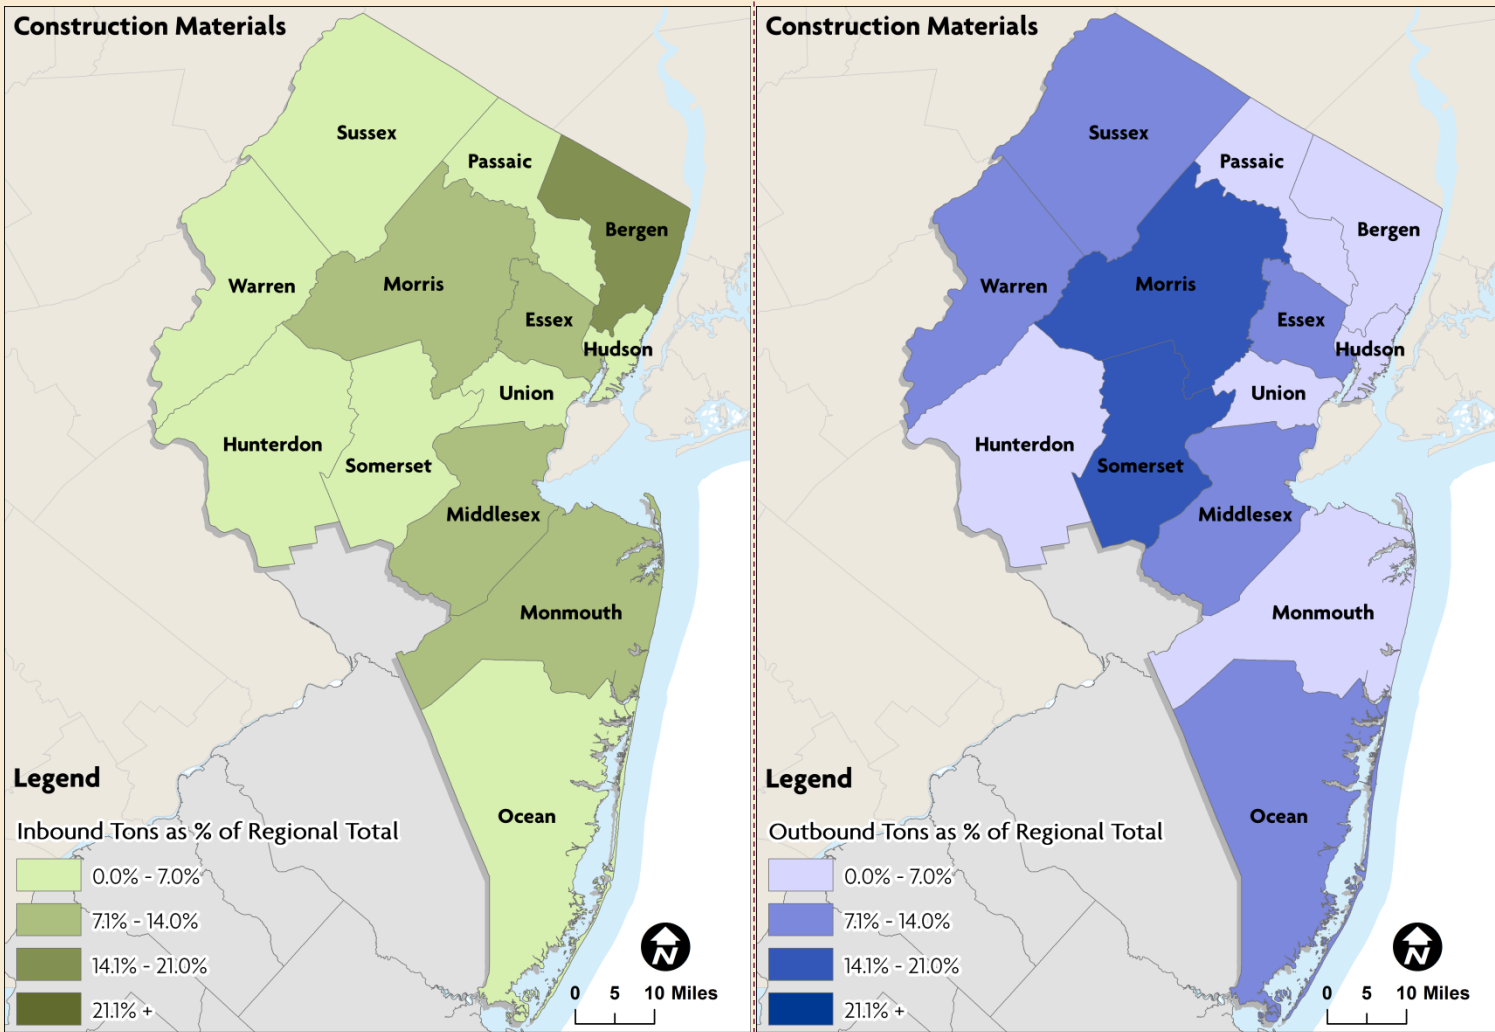 Construction Materials
Sussex
Passaic
Bergen
Warren
Morris
Essex
Hudson
Union
Hunterdon
Somerset
Middlesex
Monmouth
Ocean
Legend
Inbound Tons as % of Regional Total
0.0% - 7.0%
7.1% - 14.0%
14.1% - 21.0%
21.1% +
N
0 5 10 Miles
Construction Materials
Sussex
Passaic
Bergen
Warren
Morris
Essex
Hudson
Union
Hunterdon
Somerset
Middlesex
Monmouth
Ocean
Legend
Outbound Tons as % of Regional Total
0.0% - 7.0%
7.1% - 14.0%
14.1% - 21.0%
21.1% +
N
0 5 10 Miles